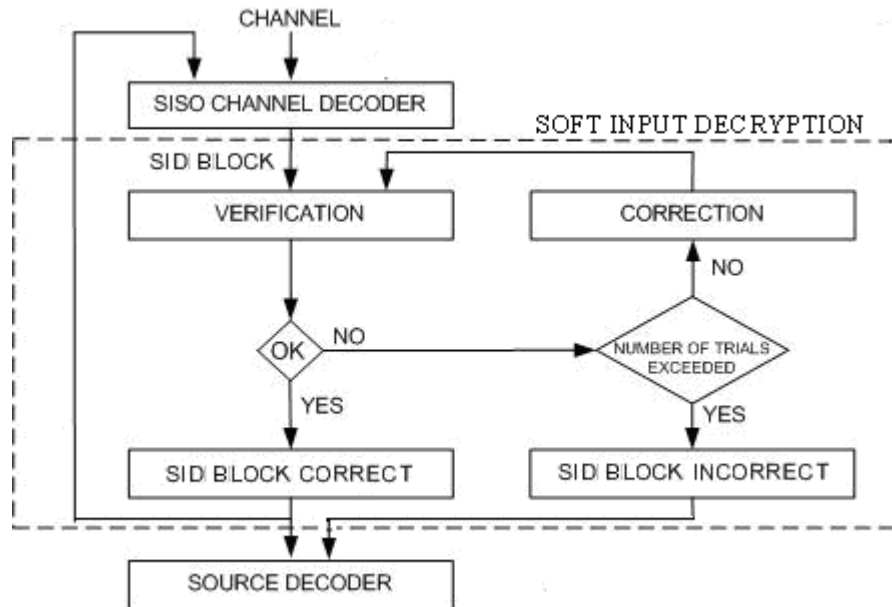 CHANNEL
SISO CHANNEL DECODER
SOFT INPUT DECRYPTION
SID BLOCK
VERIFICATION
CORRECTION
NO
OK
NO
NUMBER OF TRIALS
EXCEEDED
YES
YES
SID BLOCK CORRECT
SID BLOCK INCORRECT
SOURCE DECODER